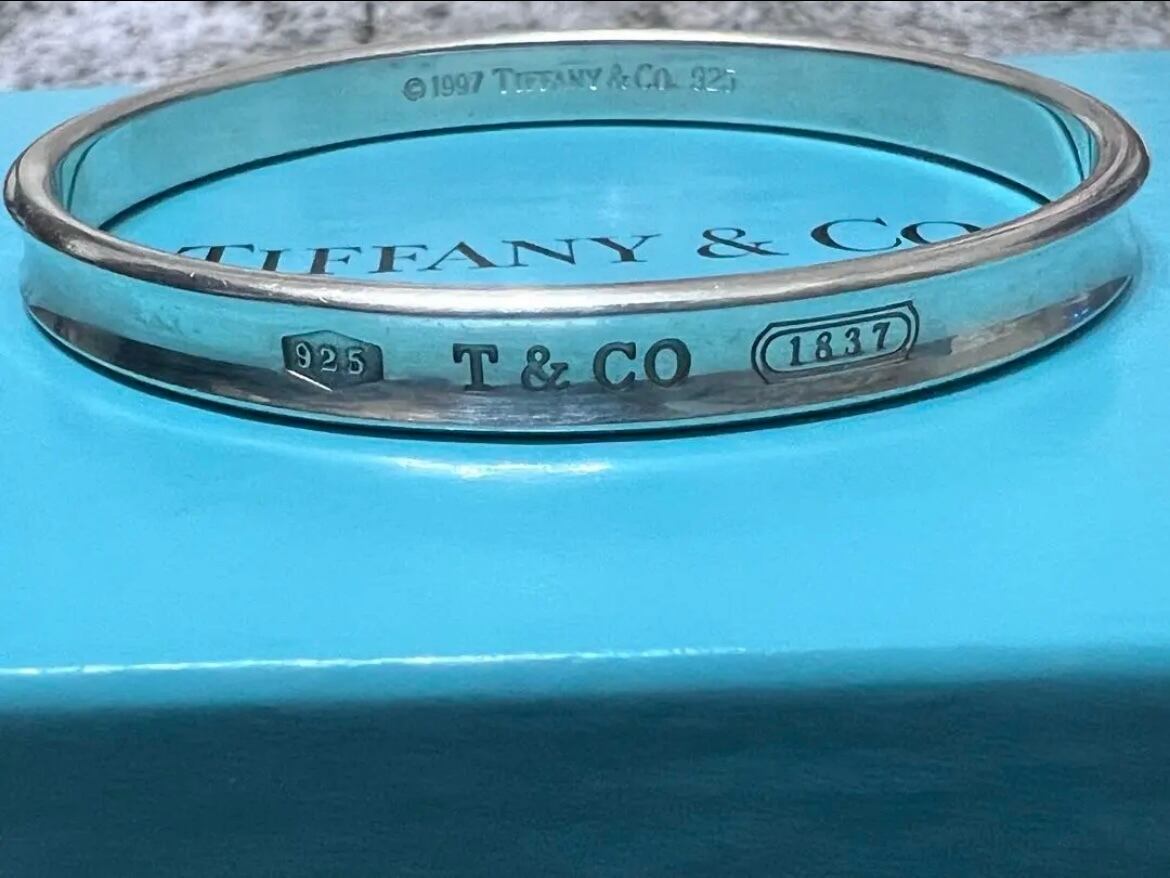 ©1997 TIFFANY & CO. 925
TIFFANY & CO
925 T & CO 1837